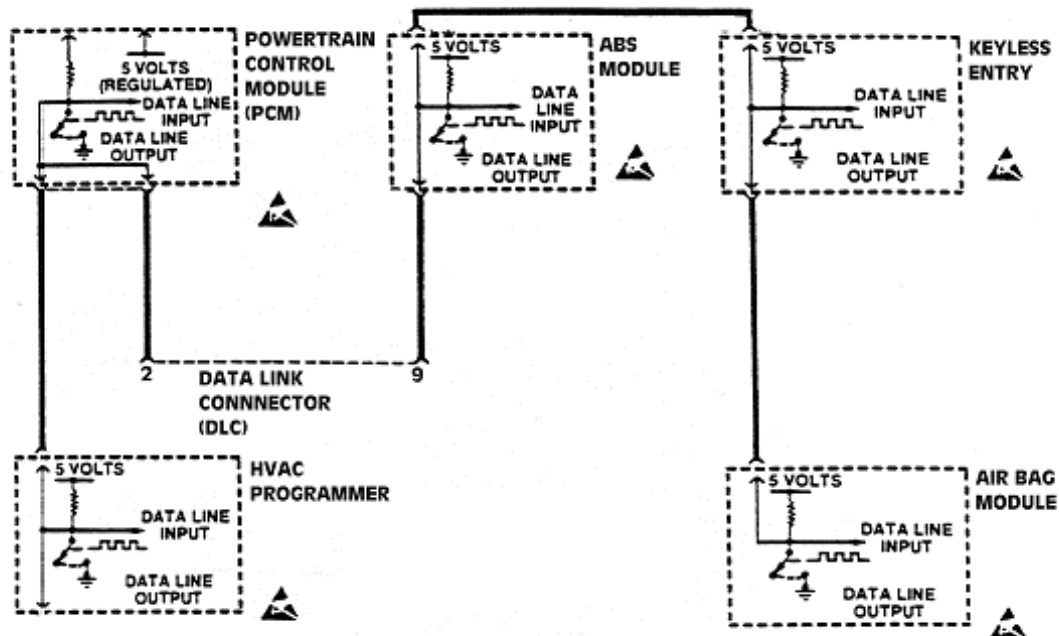 5 VOLTS
(REGULATED)
DATA LINE
INPUT
DATA LINE
OUTPUT
POWERTRAIN
CONTROL
MODULE
(PCM)
5 VOLTS
DATA
LINE
INPUT
DATA LINE
OUTPUT
ABS
MODULE
5 VOLTS
DATA LINE
INPUT
DATA LINE
OUTPUT
KEYLESS
ENTRY
2
9
DATA LINK
CONNNECTOR
(DLC)
5 VOLTS
DATA LINE
INPUT
DATA LINE
OUTPUT
HVAC
PROGRAMMER
5 VOLTS
DATA LINE
INPUT
DATA LINE
OUTPUT
AIR BAG
MODULE